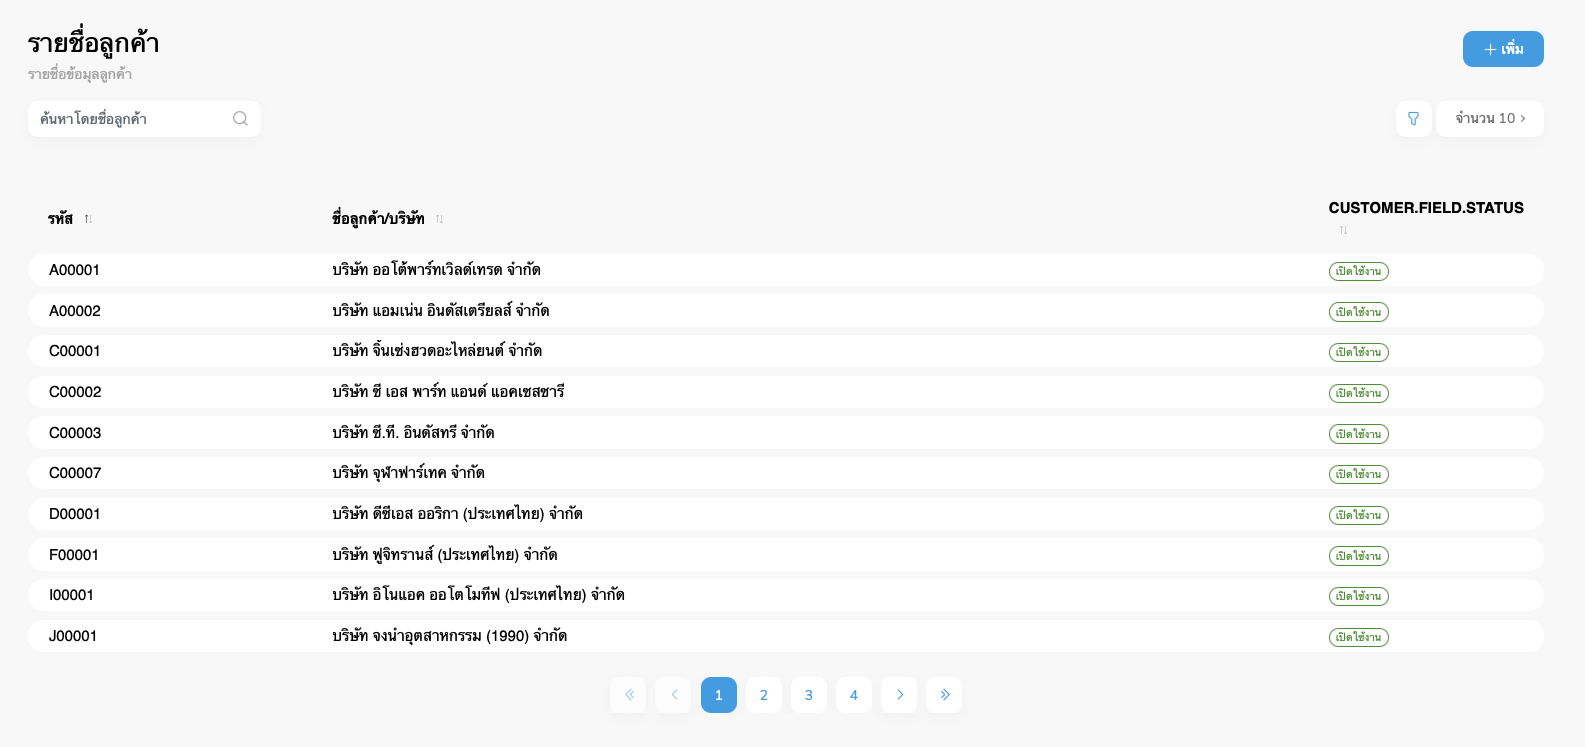 รายชื่อลูกค้า
+ เพิ่ม
รายชื่อข้อมุลลูกค้า
ค้นหาโดยชื่อลูกค้า
จำนวน 10 ›
รหัส ↑↓ ชื่อลูกค้า/บริษัท ↑↓ CUSTOMER.FIELD.STATUS ↑↓
A00001 บริษัท ออโต้พาร์ทเวิลด์เทรด จำกัด เปิดใช้งาน
A00002 บริษัท แอมเน่น อินดัสเตรียลส์ จำกัด เปิดใช้งาน
C00001 บริษัท จิ้นเซ่งฮวดอะไหล่ยนต์ จำกัด เปิดใช้งาน
C00002 บริษัท ซี เอส พาร์ท แอนด์ แอคเซสซารี เปิดใช้งาน
C00003 บริษัท ซี.ที. อินดัสทรี จำกัด เปิดใช้งาน
C00007 บริษัท จุฬาฟาร์เทค จำกัด เปิดใช้งาน
D00001 บริษัท ดีซีเอส ออริกา (ประเทศไทย) จำกัด เปิดใช้งาน
F00001 บริษัท ฟูจิทรานส์ (ประเทศไทย) จำกัด เปิดใช้งาน
I00001 บริษัท อิโนแอค ออโตโมทีฟ (ประเทศไทย) จำกัด เปิดใช้งาน
J00001 บริษัท จงนำอุตสาหกรรม (1990) จำกัด เปิดใช้งาน
« ‹ 1 2 3 4 › »